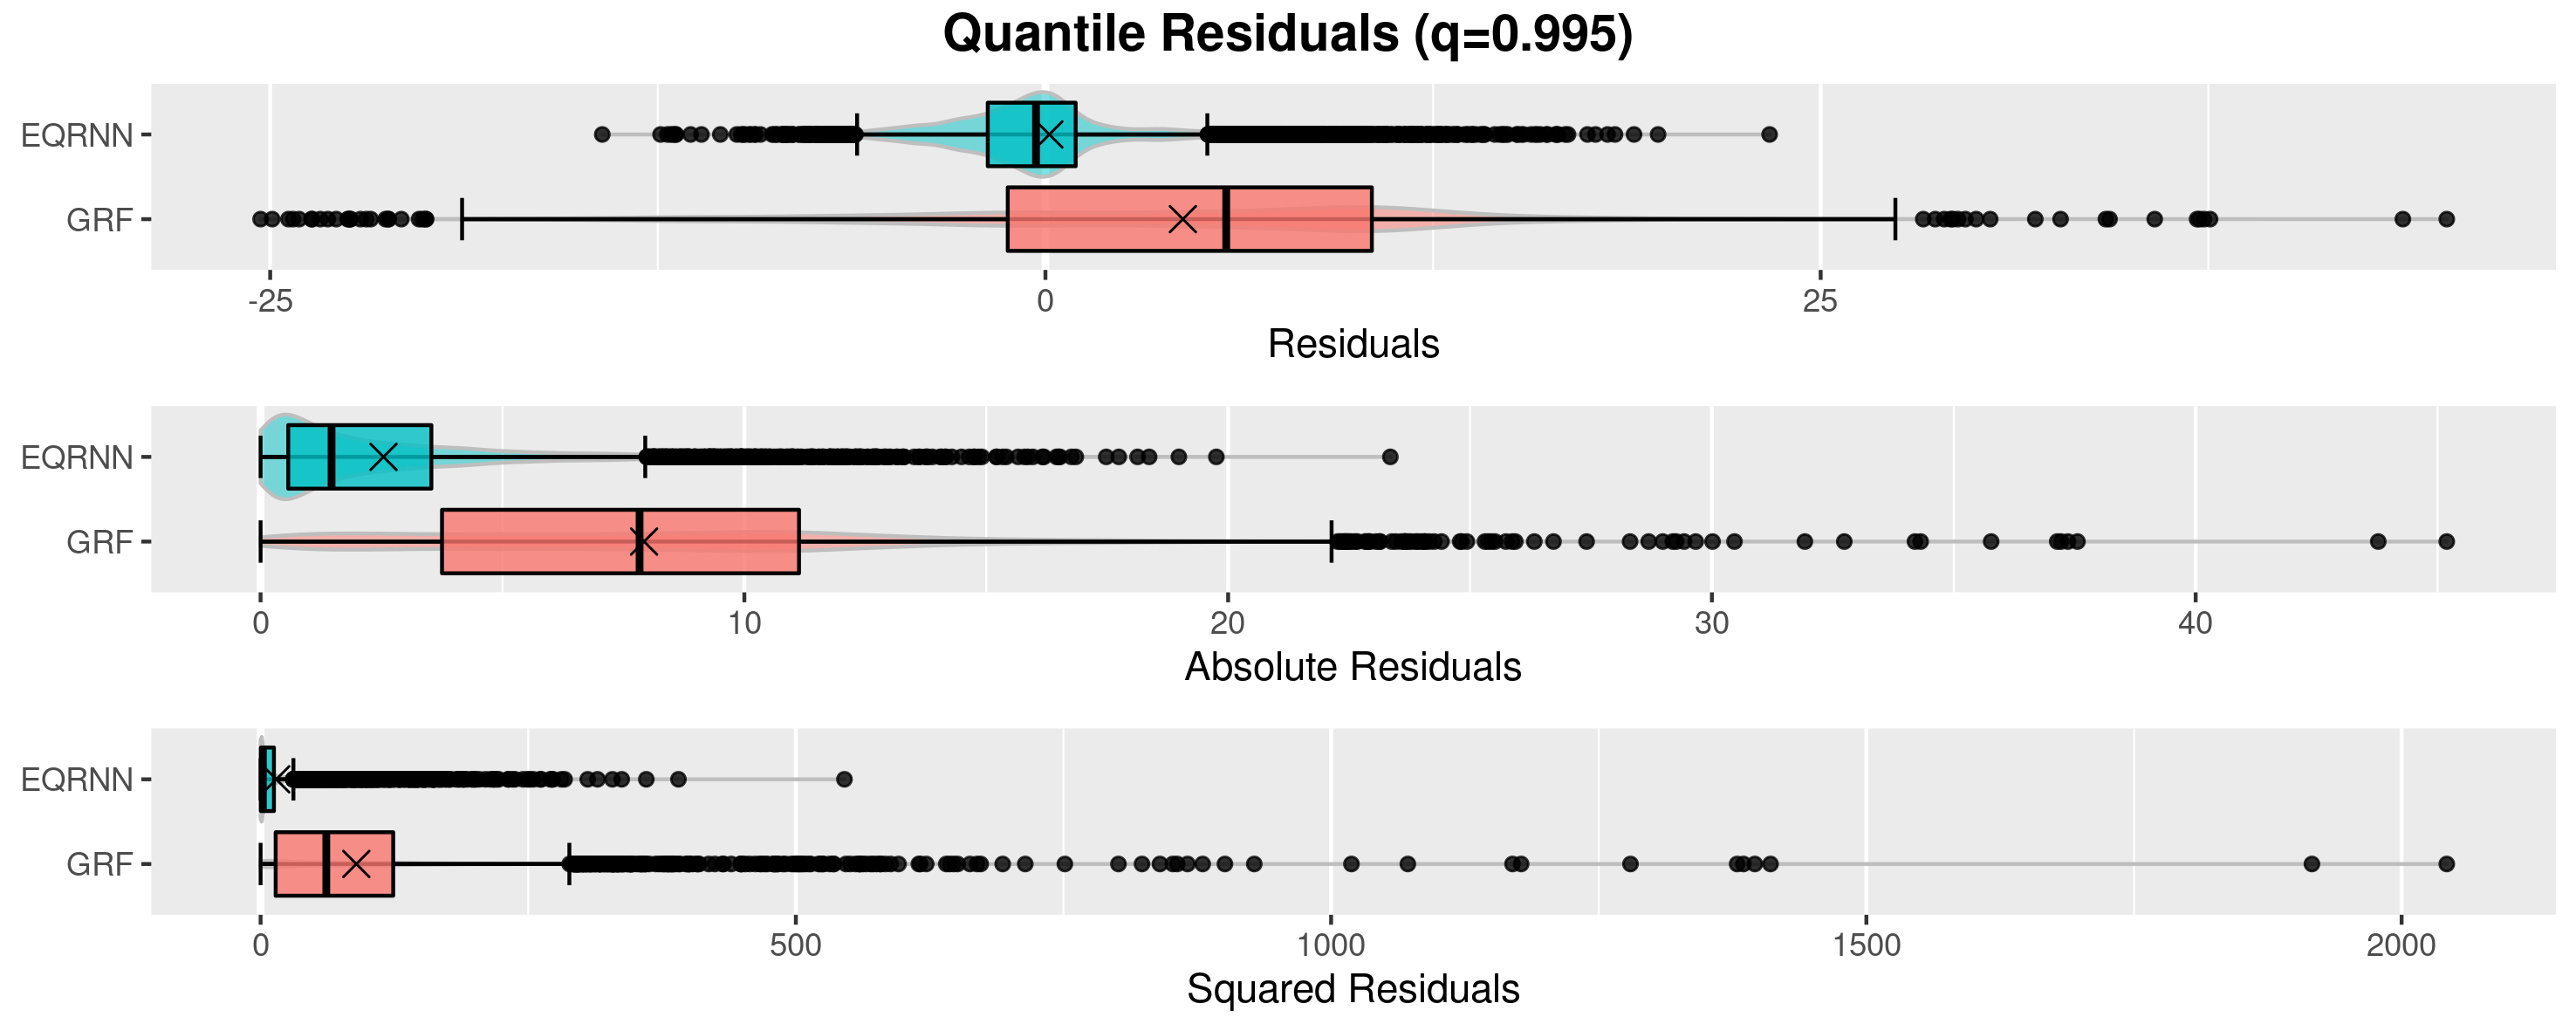 Quantile Residuals (q=0.995)
EQRNN
GRF
-25 0 25
Residuals
EQRNN
GRF
0 10 20 30 40
Absolute Residuals
EQRNN
GRF
0 500 1000 1500 2000
Squared Residuals